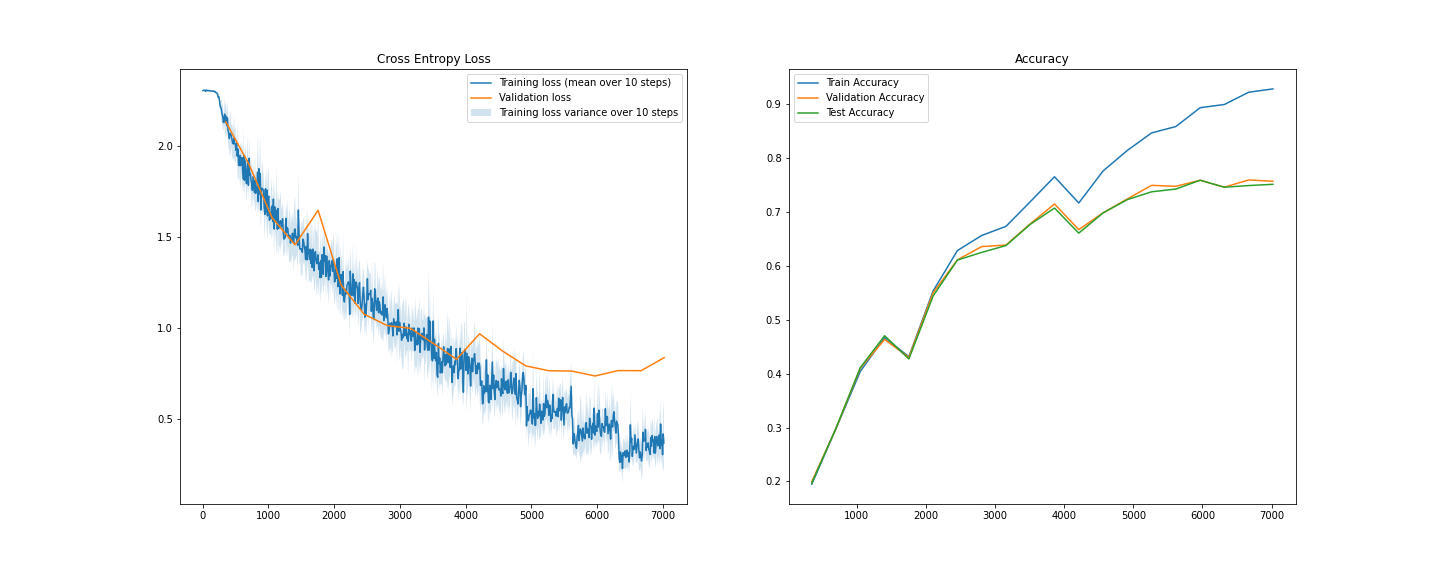 Cross Entropy Loss
Training loss (mean over 10 steps)
Validation loss
Training loss variance over 10 steps
2.0
1.5
1.0
0.5
0 1000 2000 3000 4000 5000 6000 7000
Accuracy
Train Accuracy
Validation Accuracy
Test Accuracy
0.9
0.8
0.7
0.6
0.5
0.4
0.3
0.2
1000 2000 3000 4000 5000 6000 7000